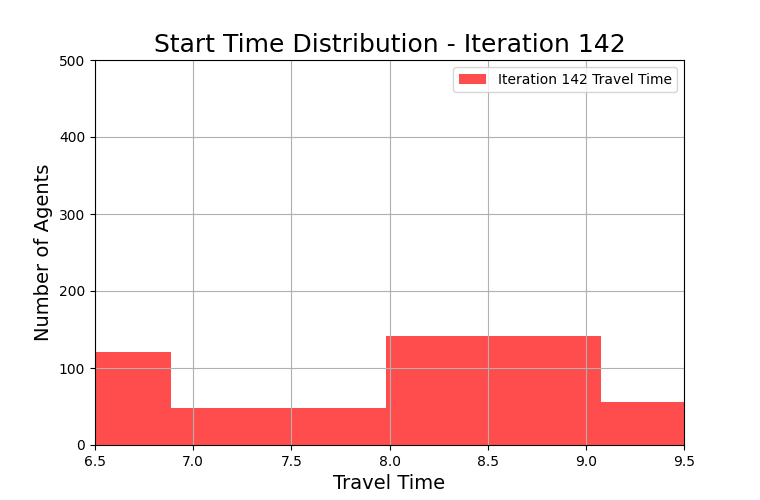 Start Time Distribution - Iteration 142
500
400
300
200
100
0
Number of Agents
Iteration 142 Travel Time
6.5 7.0 7.5 8.0 8.5 9.0 9.5
Travel Time